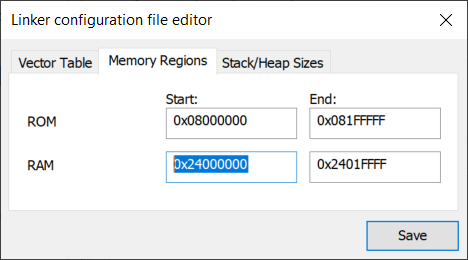 Linker configuration file editor
Vector Table Memory Regions Stack/Heap Sizes
Start: End:
ROM 0x08000000 0x081FFFFF
RAM 0x24000000 0x2401FFFF
Save